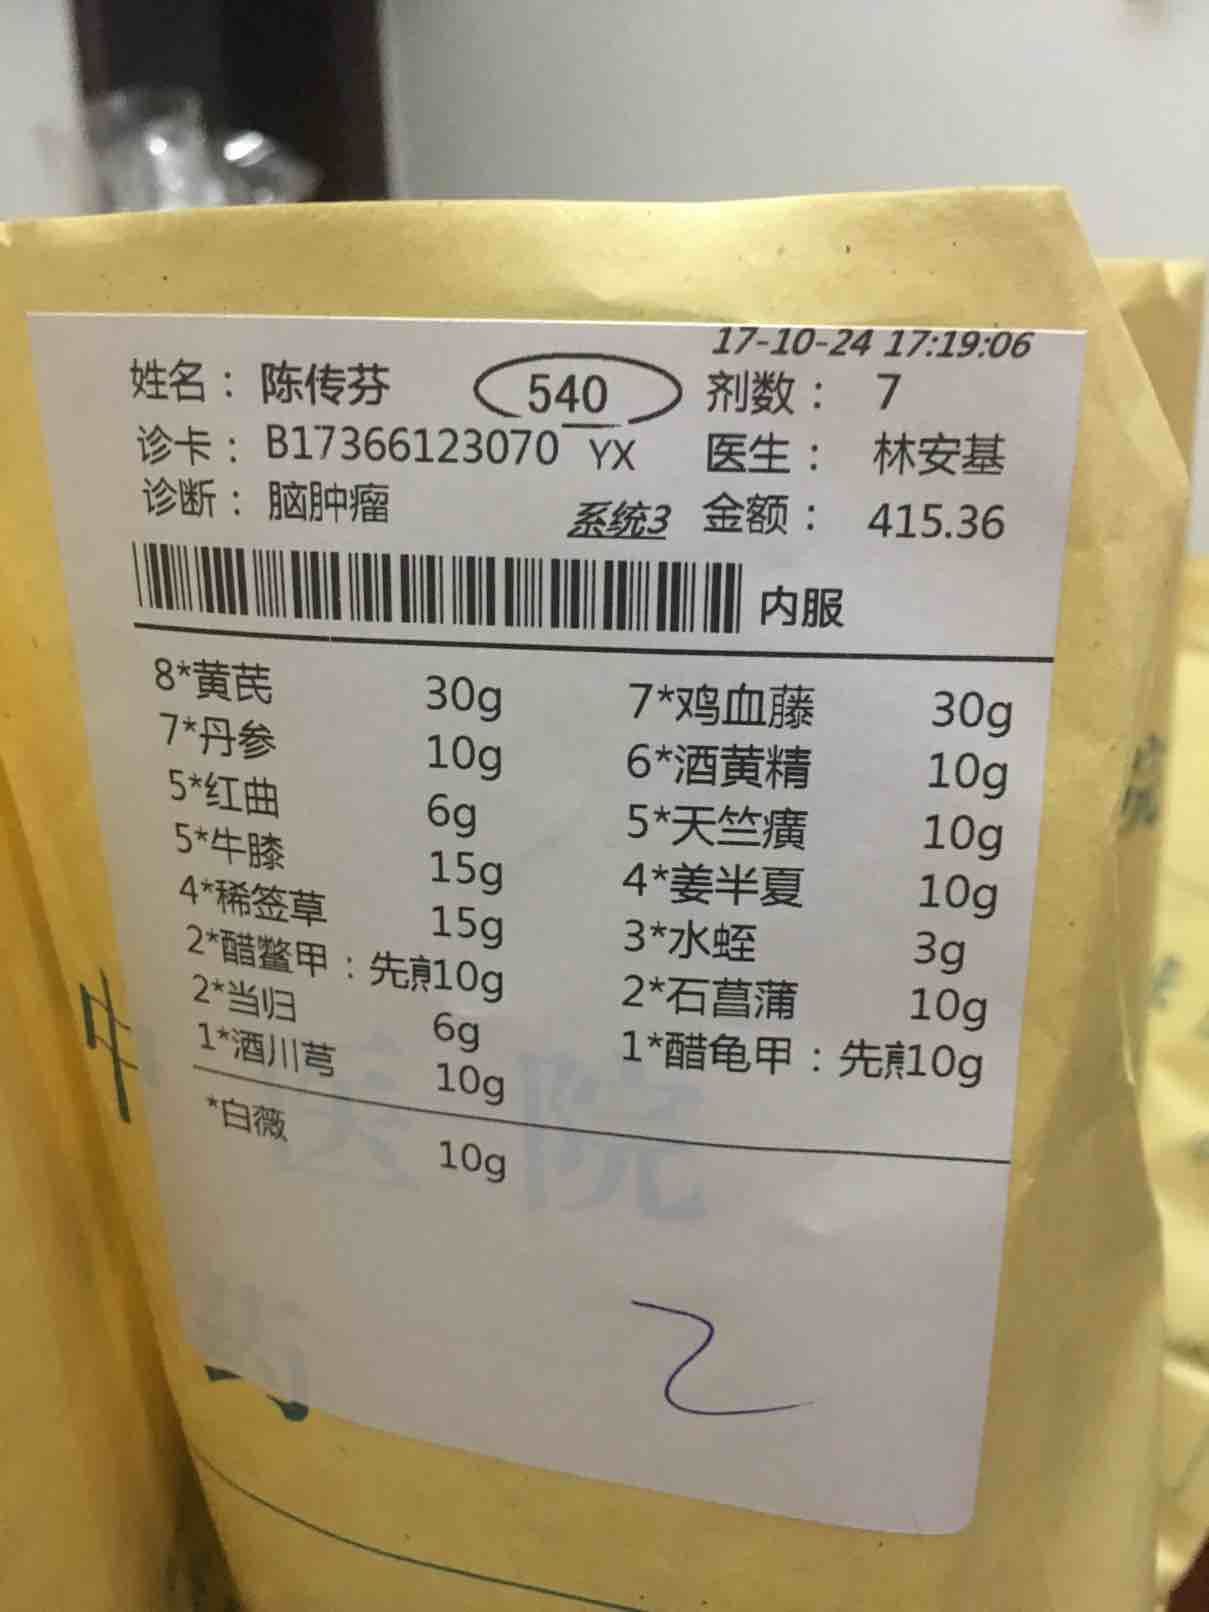 17-10-24 17:19:06
姓名： 陈传芬 540 剂数： 7
诊卡： B17366123070 YX 医生： 林安基
诊断： 脑肿瘤 系统3 金额： 415.36
内服
8*黄芪 30g 7*鸡血藤 30g
7*丹参 10g 6*酒黄精 10g
5*红曲 6g 5*天竺癀 10g
5*牛膝 15g 4*姜半夏 10g
4*稀签草 15g 3*水蛭 3g
2*醋鳖甲：先煎10g 2*石菖蒲 10g
2*当归 6g 1*醋龟甲：先煎10g
1*酒川芎 10g
*白薇 10g
医院
药